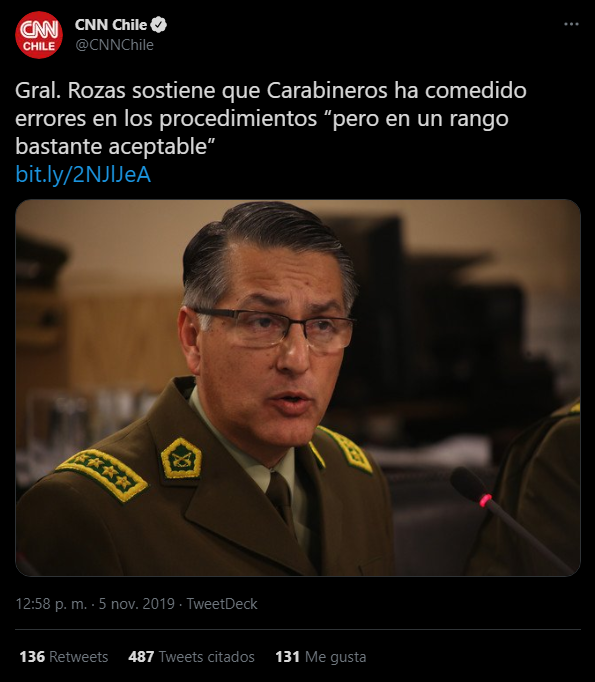 CNN
CHILE
CNN Chile
@CNNChile
Gral. Rozas sostiene que Carabineros ha comedido
errores en los procedimientos “pero en un rango
bastante aceptable”
bit.ly/2NJlJeA
12:58 p. m. · 5 nov. 2019 · TweetDeck
136 Retweets 487 Tweets citados 131 Me gusta